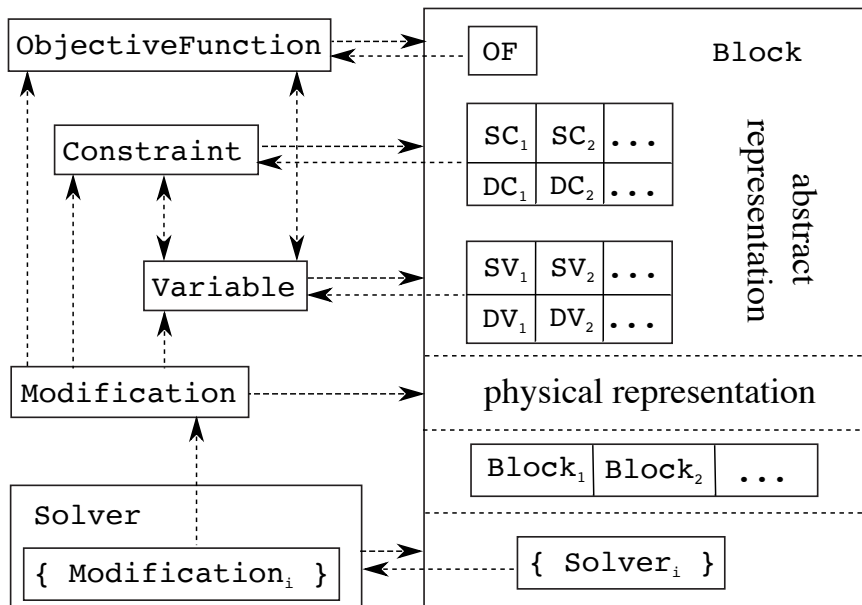 ObjectiveFunction
OF
Block
Constraint
SC₁ SC₂ ...
DC₁ DC₂ ...
abstract
representation
Variable
SV₁ SV₂ ...
DV₁ DV₂ ...
Modification
physical representation
Block₁ Block₂ ...
Solver
{ Modificationᵢ }
{ Solverᵢ }